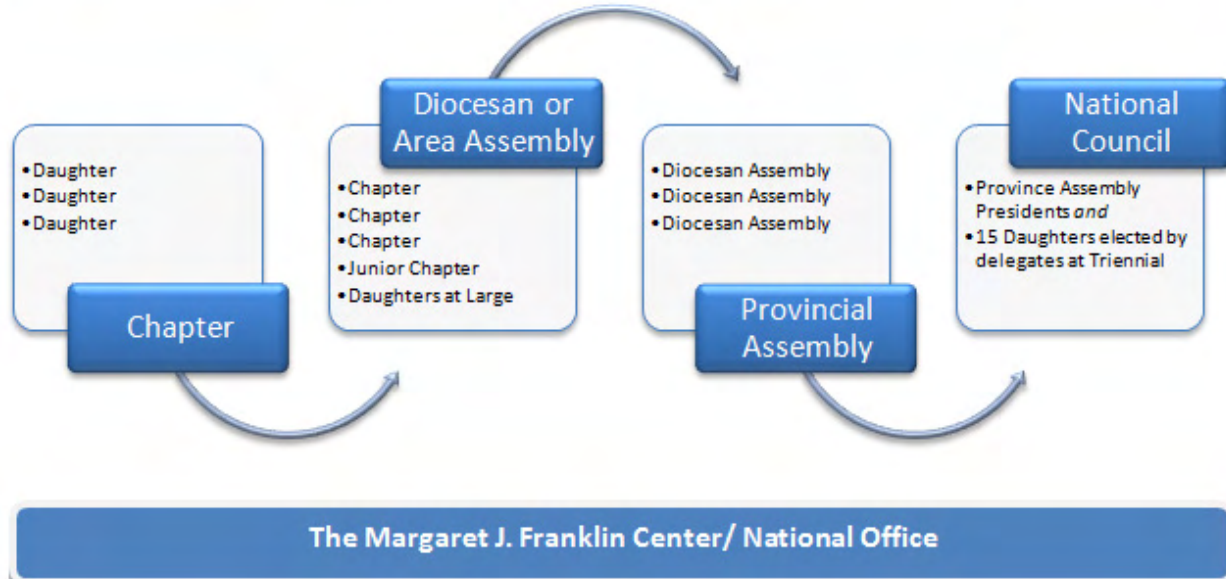 •Daughter
•Daughter
•Daughter
Chapter
Diocesan or
Area Assembly
•Chapter
•Chapter
•Chapter
•Junior Chapter
•Daughters at Large
•Diocesan Assembly
•Diocesan Assembly
•Diocesan Assembly
Provincial
Assembly
National
Council
•Province Assembly
Presidents and
•15 Daughters elected by
delegates at Triennial
The Margaret J. Franklin Center/ National Office